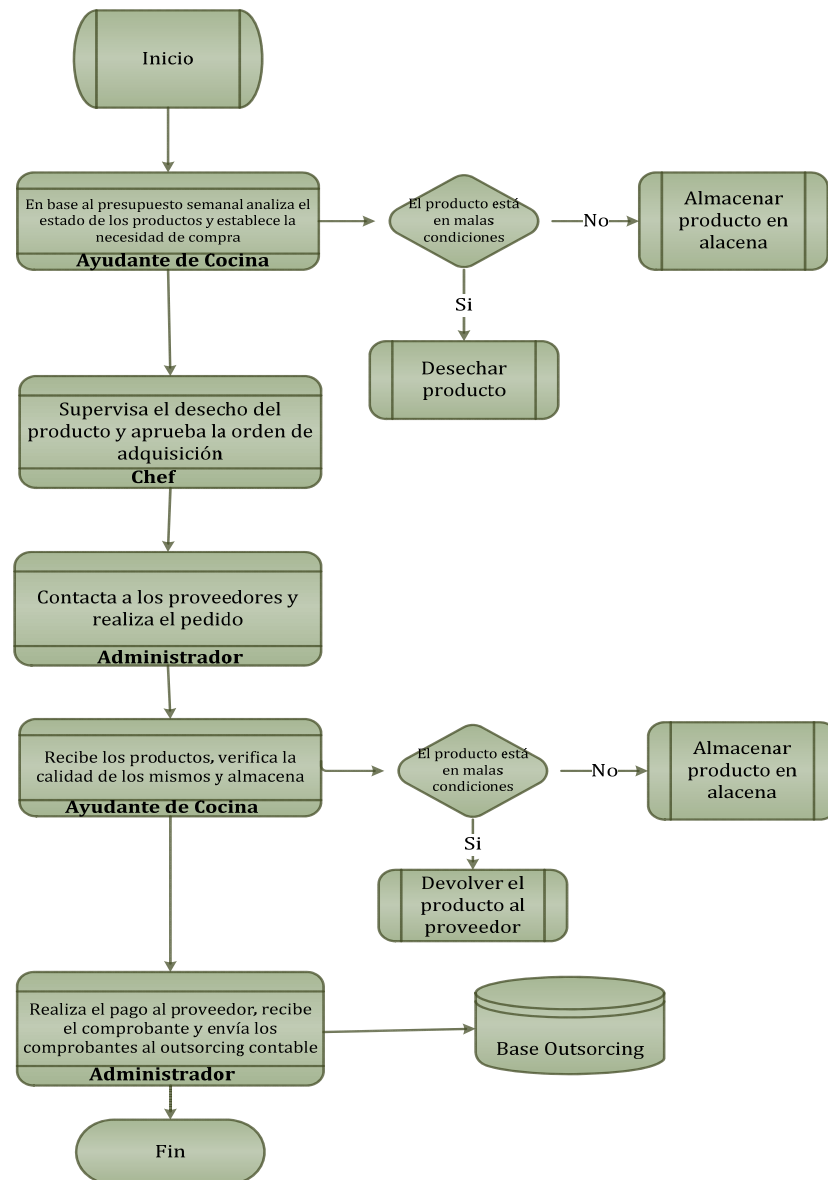 Inicio
En base al presupuesto semanal analiza el
estado de los productos y establece la
necesidad de compra
Ayudante de Cocina
El producto está
en malas
condiciones
No
Almacenar
producto en
alacena
Si
Desechar
producto
Supervisa el desecho del
producto y aprueba la orden de
adquisición
Chef
Contacta a los proveedores y
realiza el pedido
Administrador
Recibe los productos, verifica la
calidad de los mismos y almacena
Ayudante de Cocina
El producto está
en malas
condiciones
No
Almacenar
producto en
alacena
Si
Devolver el
producto al
proveedor
Realiza el pago al proveedor, recibe
el comprobante y envía los
comprobantes al outsorcing contable
Administrador
Base Outsorcing
Fin